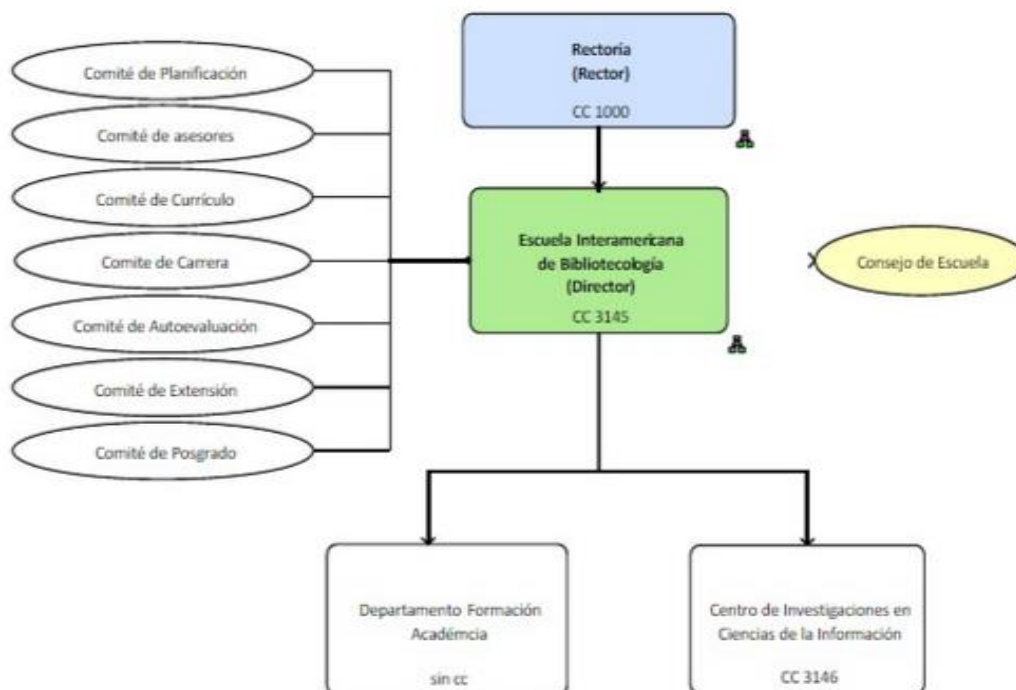 Comité de Planificación
Comité de asesores
Comité de Currículo
Comite de Carrera
Comité de Autoevaluación
Comité de Extensión
Comité de Posgrado
Rectoría
(Rector)
CC 1000
Escuela Interamericana
de Bibliotecología
(Director)
CC 3145
Consejo de Escuela
Departamento Formación
Académcia
sin cc
Centro de Investigaciones en
Ciencias de la Información
CC 3146